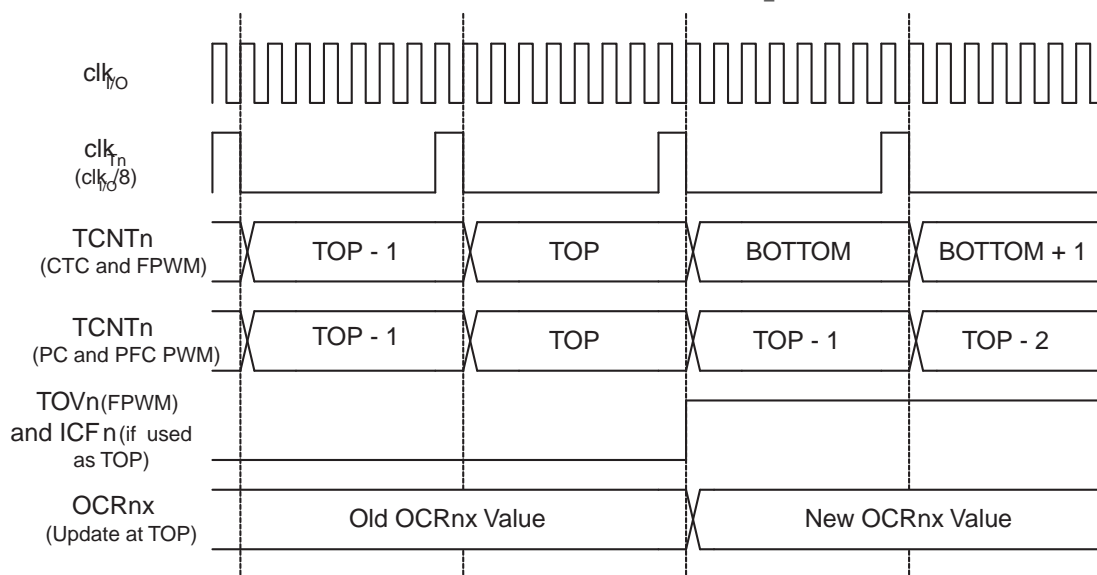 clkI/O
clkTn
(clkI/O/8)
TCNTn
(CTC and FPWM)
TOP - 1
TOP
BOTTOM
BOTTOM + 1
TCNTn
(PC and PFC PWM)
TOP - 1
TOP
TOP - 1
TOP - 2
TOVn(FPWM)
and ICFn(if used
as TOP)
OCRnx
(Update at TOP)
Old OCRnx Value
New OCRnx Value